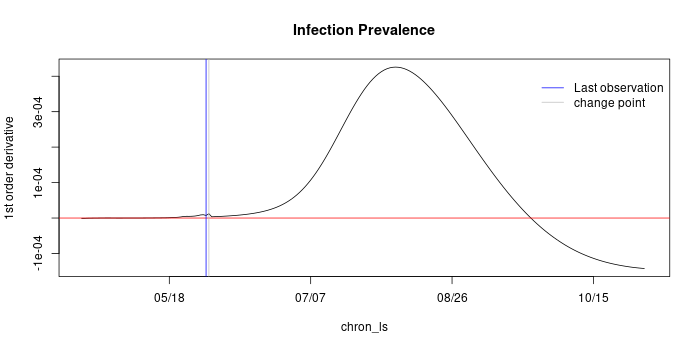 Infection Prevalence
1st order derivative
3e-04
1e-04
-1e-04
Last observation
change point
05/18
07/07
08/26
10/15
chron_ls